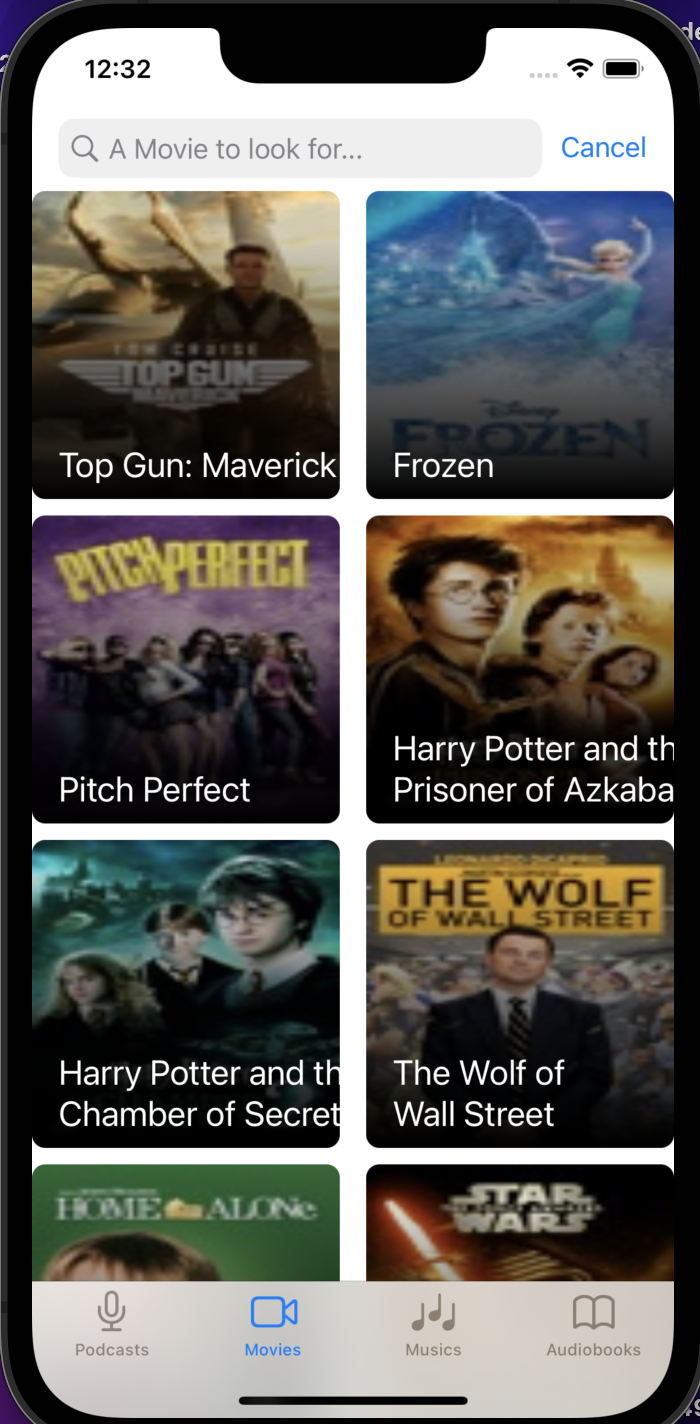 12:32
A Movie to look for...
Cancel
TOM CRUISE
TOP GUN
MAVERICK
Top Gun: Maverick
Disney
FROZEN
Frozen
PITCH PERFECT
Pitch Perfect
Harry Potter and th
Prisoner of Azkaba
Harry Potter and th
Chamber of Secret
LEONARDO DICAPRIO
THE WOLF
OF WALL STREET
The Wolf of
Wall Street
HOME ALONe
STAR
WARS
Podcasts
Movies
Musics
Audiobooks